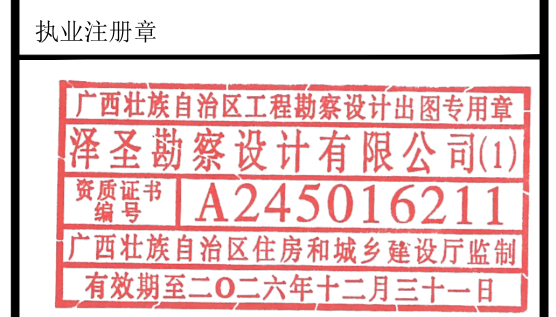 执业注册章
广西壮族自治区工程勘察设计出图专用章
泽圣勘察设计有限公司(1)
资质证书
编号
A245016211
广西壮族自治区住房和城乡建设厅监制
有效期至二〇二六年十二月三十一日